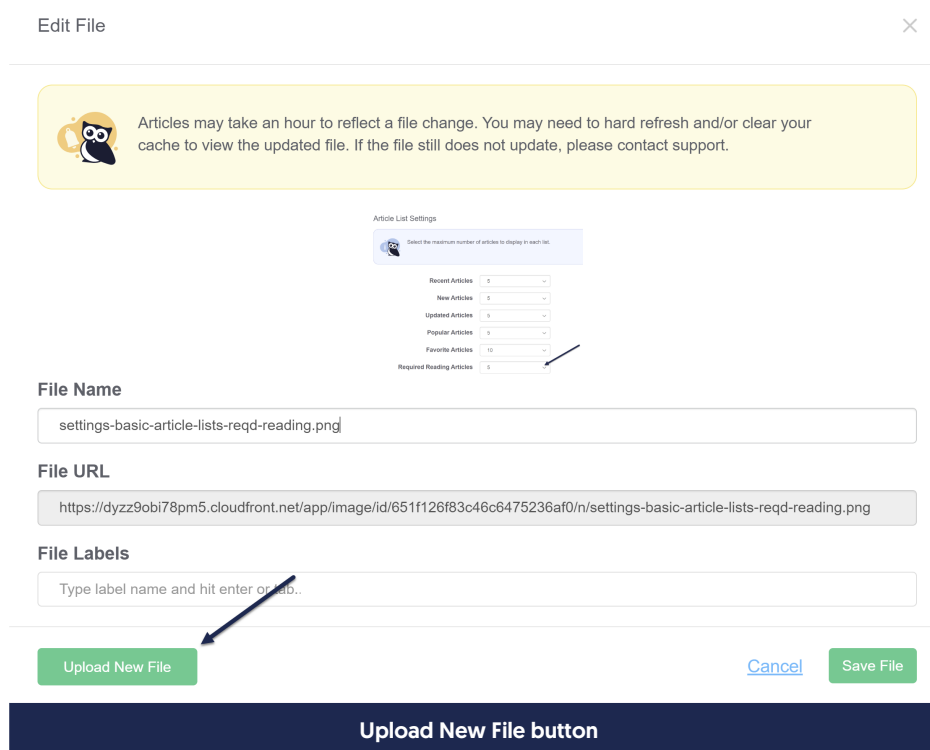 Edit File
Articles may take an hour to reflect a file change. You may need to hard refresh and/or clear your
cache to view the updated file. If the file still does not update, please contact support.
Article List Settings
Select the maximum number of articles to display in each list.
Recent Articles 5
New Articles 5
Updated Articles 5
Popular Articles 5
Favorite Articles 10
Required Reading Articles 5
File Name
settings-basic-article-lists-reqd-reading.png
File URL
https://dyzz9obi78pm5.cloudfront.net/app/image/id/651f126f83c46c6475236af0/n/settings-basic-article-lists-reqd-reading.png
File Labels
Type label name and hit enter or tab..
Upload New File
Cancel
Save File
Upload New File button